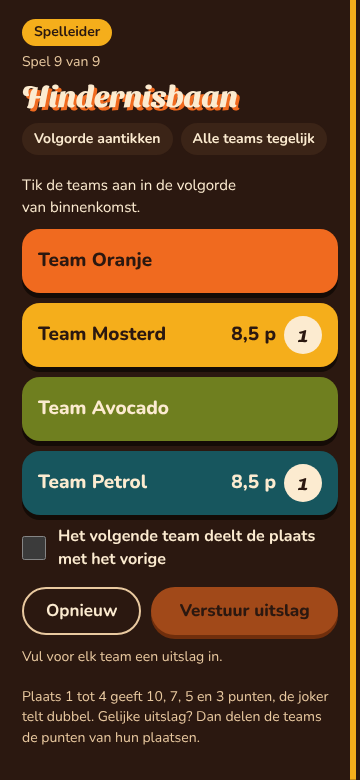 Spelleider
Spel 9 van 9
Hindernisbaan
Volgorde aantikken
Alle teams tegelijk
Tik de teams aan in de volgorde
van binnenkomst.
Team Oranje
Team Mosterd 8,5 p 1
Team Avocado
Team Petrol 8,5 p 1
Het volgende team deelt de plaats
met het vorige
Opnieuw
Verstuur uitslag
Vul voor elk team een uitslag in.
Plaats 1 tot 4 geeft 10, 7, 5 en 3 punten, de joker
telt dubbel. Gelijke uitslag? Dan delen de teams
de punten van hun plaatsen.